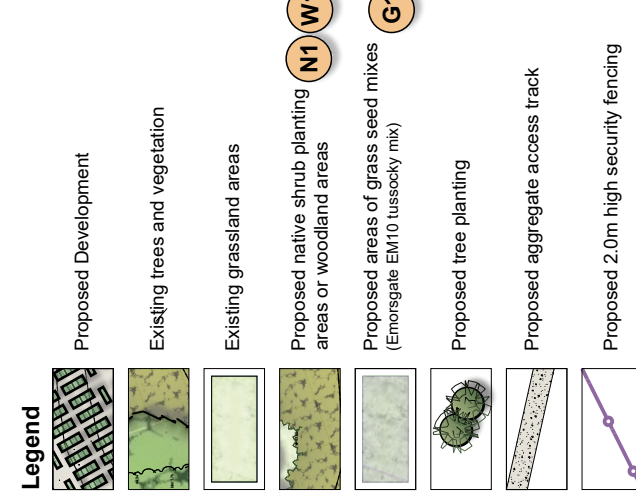 Legend
Proposed Development
Existing trees and vegetation
Existing grassland areas
Proposed native shrub planting
areas or woodland areas
N1
Proposed areas of grass seed mixes
(Emorsgate EM10 tussocky mix)
Proposed tree planting
Proposed aggregate access track
Proposed 2.0m high security fencing